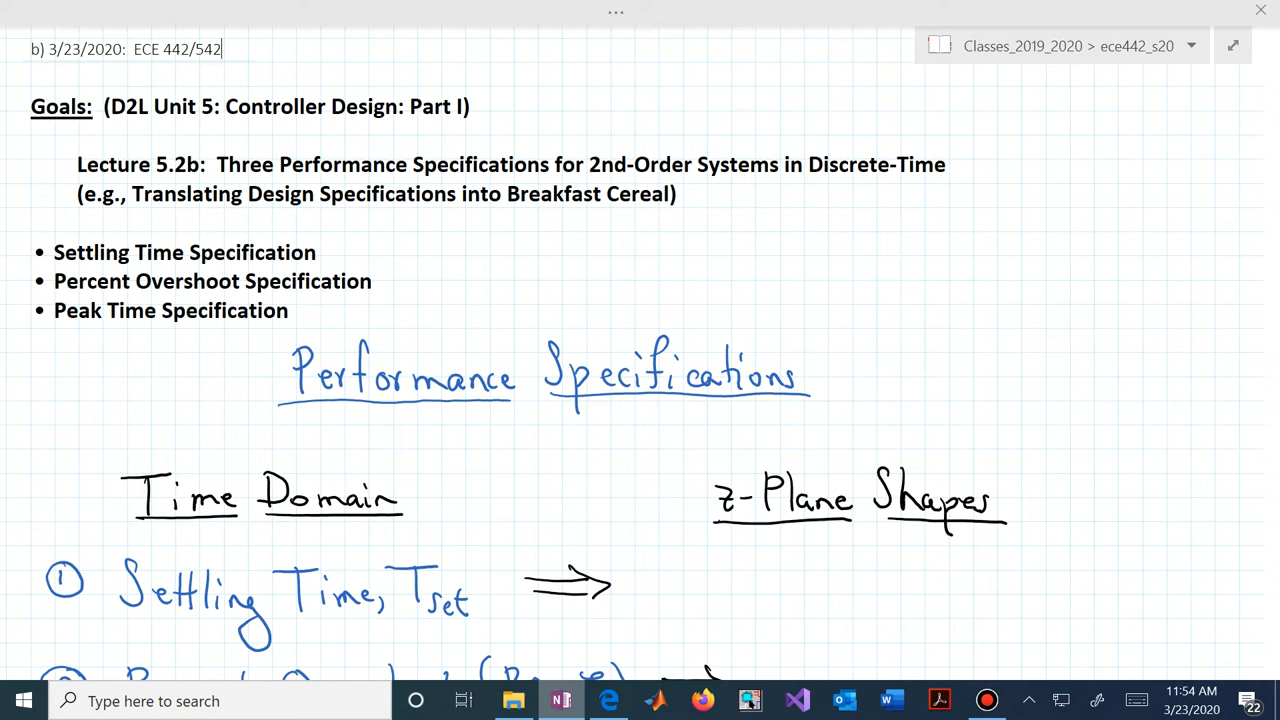 b) 3/23/2020: ECE 442/542
Classes_2019_2020 > ece442_s20
Goals: (D2L Unit 5: Controller Design: Part I)
Lecture 5.2b: Three Performance Specifications for 2nd-Order Systems in Discrete-Time
(e.g., Translating Design Specifications into Breakfast Cereal)
• Settling Time Specification
• Percent Overshoot Specification
• Peak Time Specification
Performance Specifications
Time Domain
z-Plane Shapes
① Settling Time, Tset ⇒
Type here to search
11:54 AM
3/23/2020
22